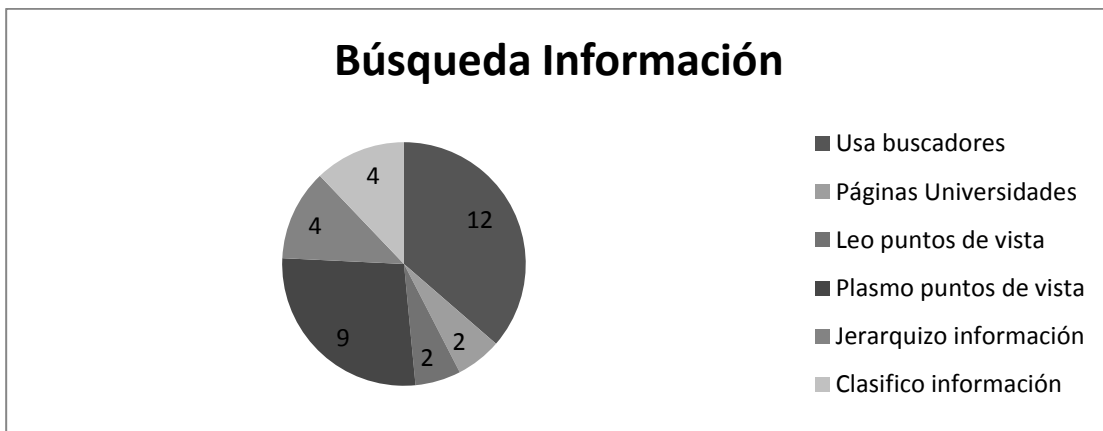 Búsqueda Información
4
12
4
9
2
2
Usa buscadores
Páginas Universidades
Leo puntos de vista
Plasmo puntos de vista
Jerarquizo información
Clasifico información